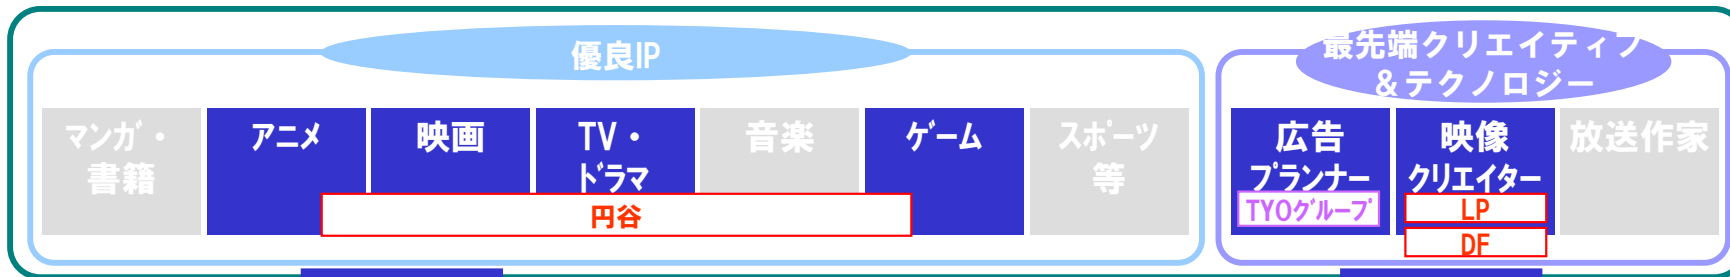 優良IP
最先端クリエイティブ
＆テクノロジー
マンガ・
書籍
アニメ
映画
TV・
ドラマ
音楽
ゲーム
スポーツ
等
円谷
広告
プランナー
TYOグループ
映像
クリエイター
LP
DF
放送作家